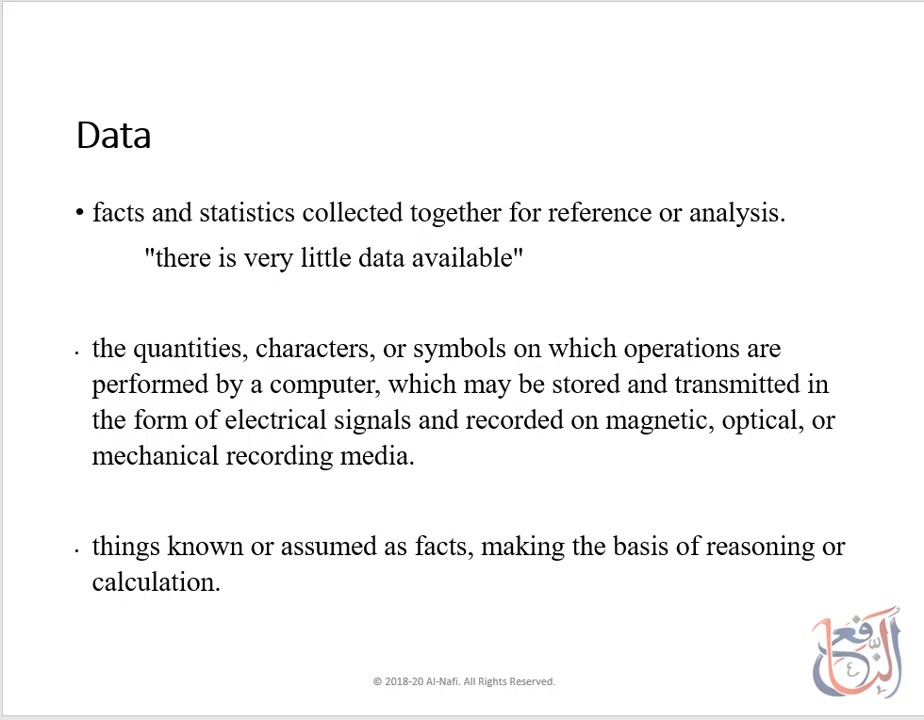 Data
• facts and statistics collected together for reference or analysis.
"there is very little data available"
• the quantities, characters, or symbols on which operations are
performed by a computer, which may be stored and transmitted in
the form of electrical signals and recorded on magnetic, optical, or
mechanical recording media.
• things known or assumed as facts, making the basis of reasoning or
calculation.
© 2018-20 Al-Nafi. All Rights Reserved.
النافع